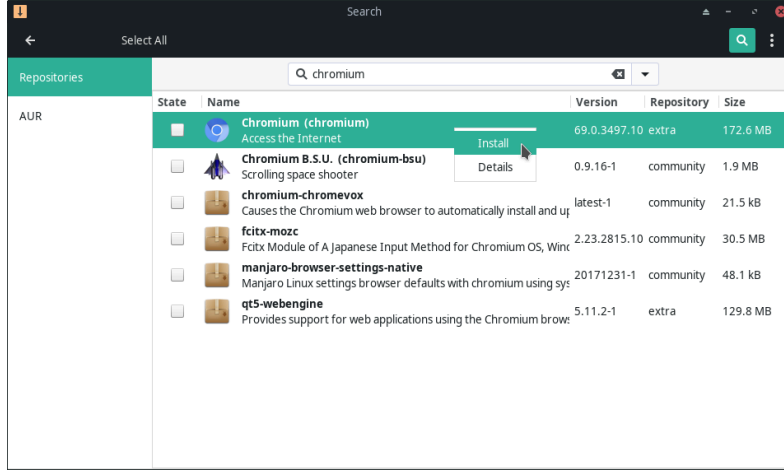 Search
Select All
chromium
Repositories
AUR
State Name Version Repository Size
Chromium (chromium)
Access the Internet
69.0.3497.10 extra 172.6 MB
Install
Details
Chromium B.S.U. (chromium-bsu)
Scrolling space shooter
0.9.16-1 community 1.9 MB
chromium-chromevox
Causes the Chromium web browser to automatically install and up
latest-1 community 21.5 kB
fcitx-mozc
Fcitx Module of A Japanese Input Method for Chromium OS, Wind
2.23.2815.10 community 30.5 MB
manjaro-browser-settings-native
Manjaro Linux settings browser defaults with chromium using sys
20171231-1 community 48.1 kB
qt5-webengine
Provides support for web applications using the Chromium brows
5.11.2-1 extra 129.8 MB